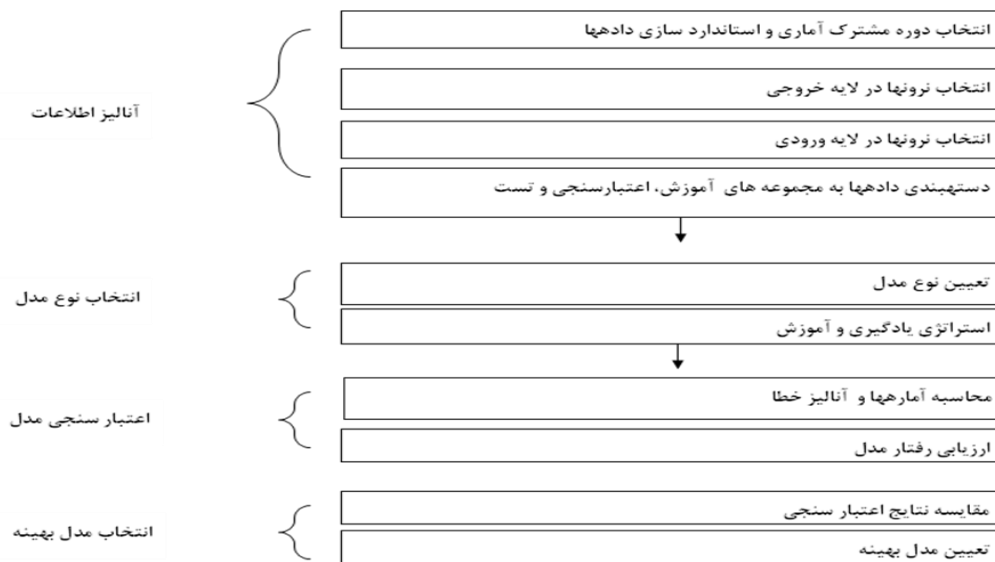 انتخاب دوره مشترک آماری و استاندارد سازی دادهها
انتخاب نرونها در لایه خروجی
انتخاب نرونها در لایه ورودی
دستهبندی دادهها به مجموعه های آموزش، اعتبارسنجی و تست
آنالیز اطلاعات
تعیین نوع مدل
استراتژی یادگیری و آموزش
انتخاب نوع مدل
محاسبه آمارهها و آنالیز خطا
ارزیابی رفتار مدل
اعتبار سنجی مدل
مقایسه نتایج اعتبار سنجی
تعیین مدل بهینه
انتخاب مدل بهینه